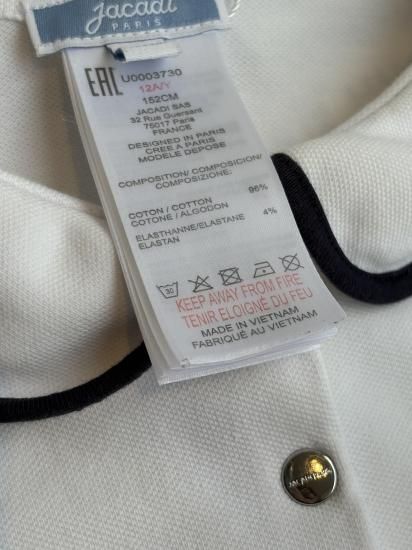 Jacadi
PARIS
EAC U0003730
12A/Y
152CM
JACADI SAS
32 Rue Guersant
75017 Paris
FRANCE
DESIGNED IN PARIS
CREE A PARIS
MODELE DEPOSE
COMPOSITION/COMPOSICION/
COMPOSIZIONE:
COTON / COTTON 96%
COTONE / ALGODON
ELASTHANNE/ELASTANE 4%
ELASTAN
30
KEEP AWAY FROM FIRE
TENIR ELOIGNÉ DU FEU
MADE IN VIETNAM
FABRIQUÉ AU VIETNAM